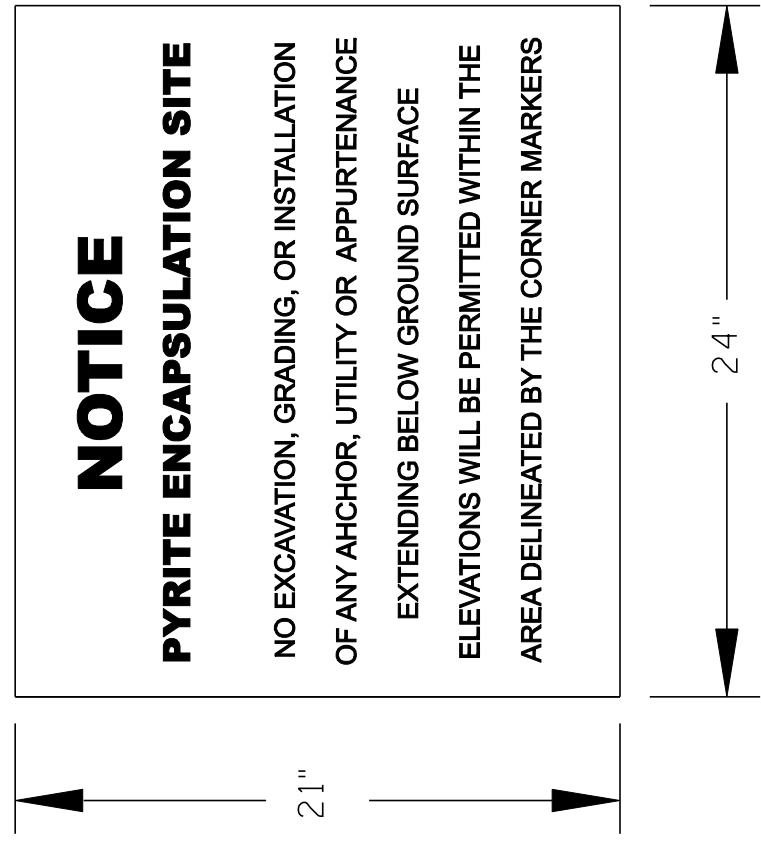 NOTICE
PYRITE ENCAPSULATION SITE
NO EXCAVATION, GRADING, OR INSTALLATION
OF ANY AHCHOR, UTILITY OR APPURTENANCE
EXTENDING BELOW GROUND SURFACE
ELEVATIONS WILL BE PERMITTED WITHIN THE
AREA DELINEATED BY THE CORNER MARKERS
24"
21"